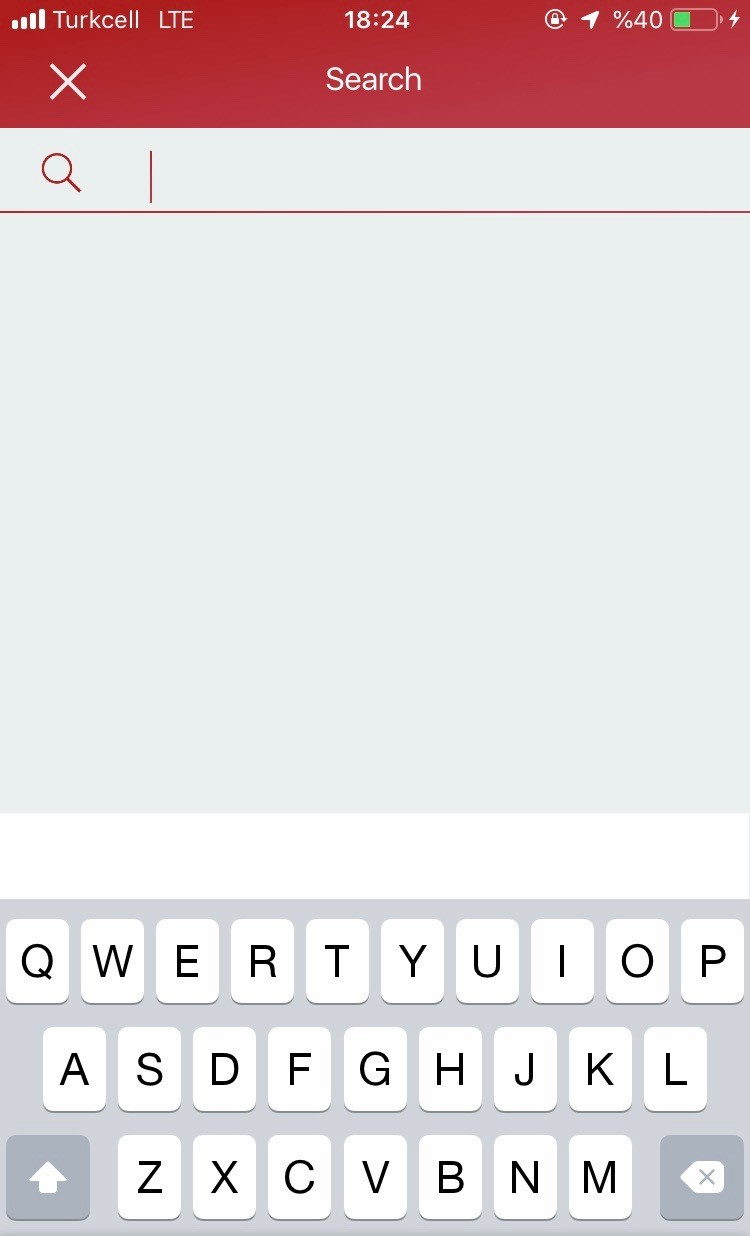 Turkcell LTE 18:24 %40
Search
Q W E R T Y U I O P
A S D F G H J K L
Z X C V B N M